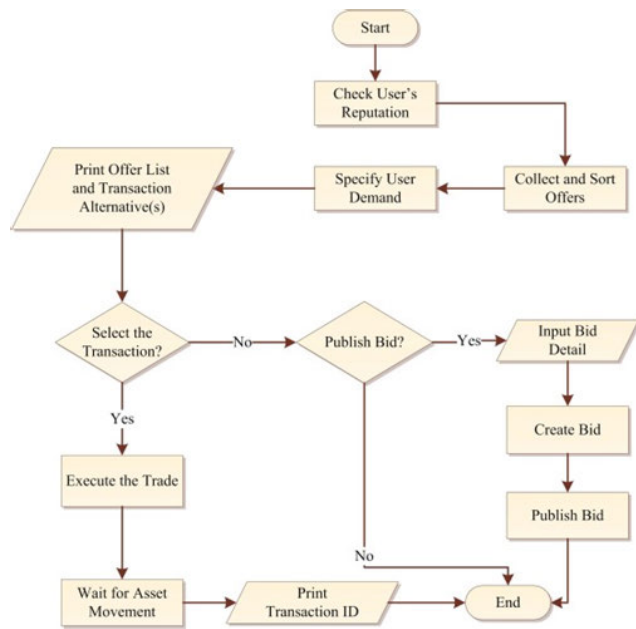 Start
Check User's
Reputation
Collect and Sort
Offers
Specify User
Demand
Print Offer List
and Transaction
Alternative(s)
Select the
Transaction?
No
Publish Bid?
Yes
Input Bid
Detail
Yes
Create Bid
Execute the Trade
Publish Bid
No
Wait for Asset
Movement
Print
Transaction ID
End